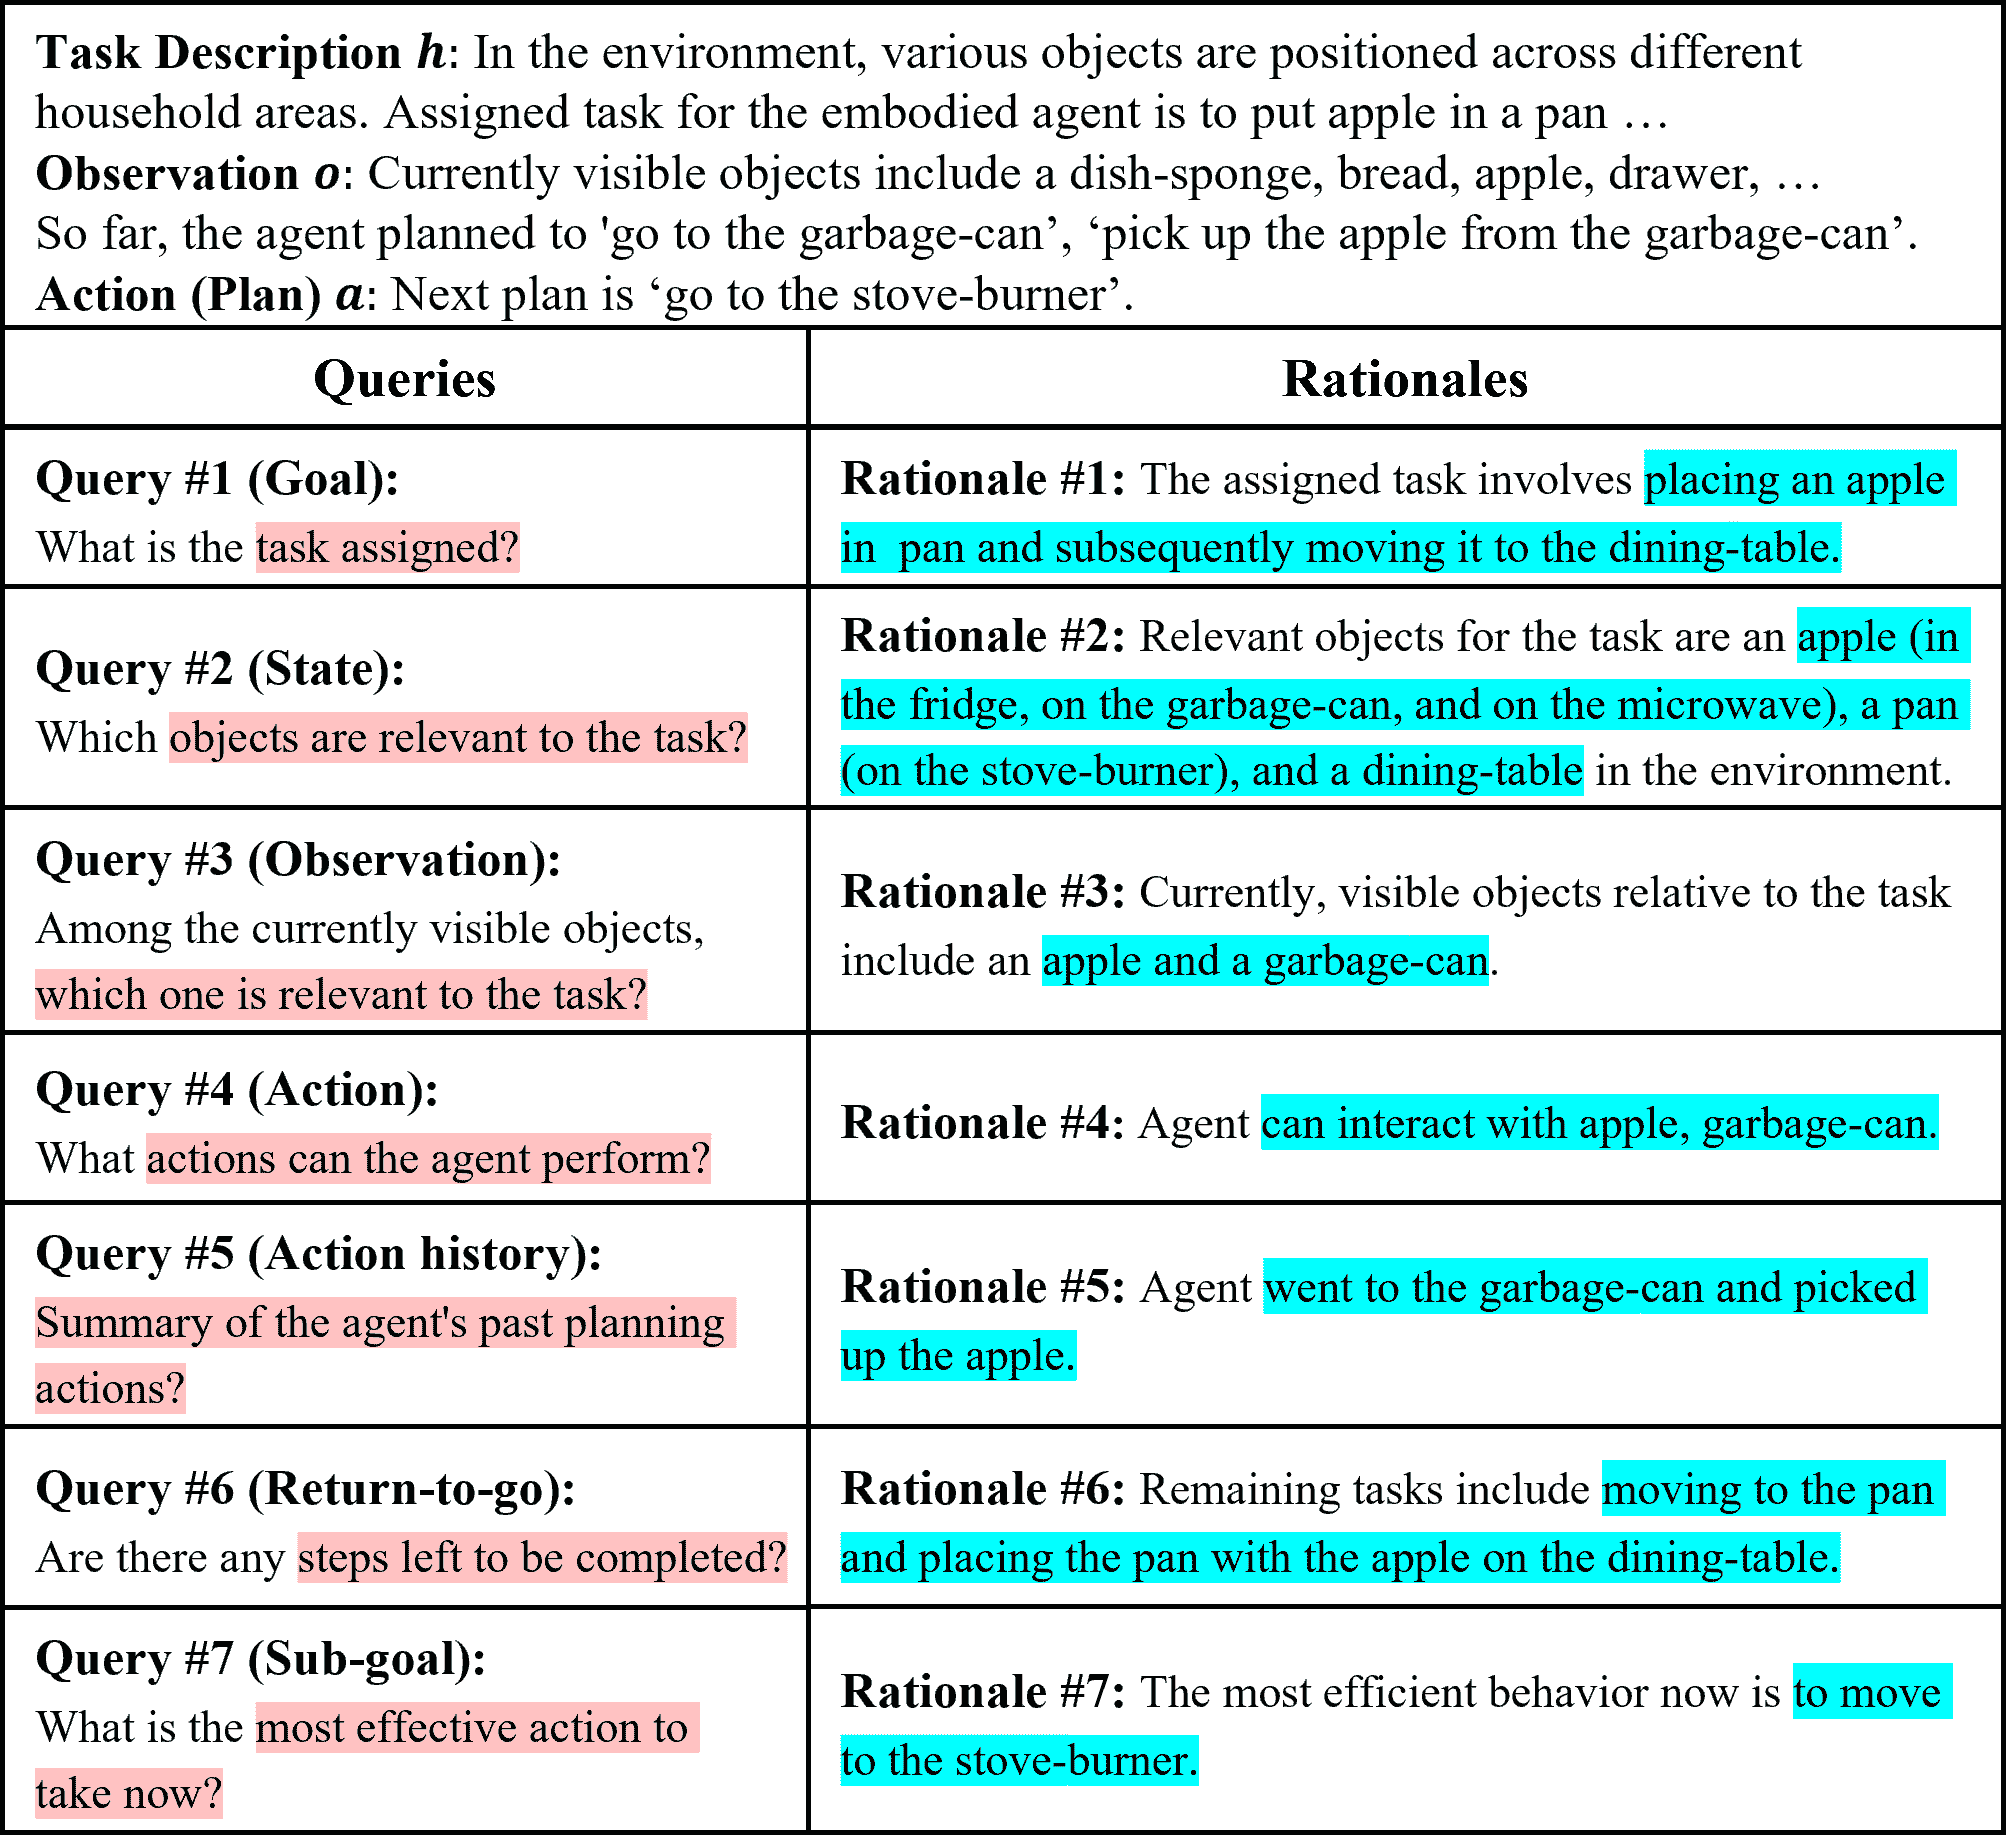 Task Description h: In the environment, various objects are positioned across different
household areas. Assigned task for the embodied agent is to put apple in a pan …
Observation o: Currently visible objects include a dish-sponge, bread, apple, drawer, …
So far, the agent planned to 'go to the garbage-can’, ‘pick up the apple from the garbage-can’.
Action (Plan) a: Next plan is ‘go to the stove-burner’.
Queries
Rationales
Query #1 (Goal):
What is the task assigned?
Rationale #1: The assigned task involves placing an apple
in  pan and subsequently moving it to the dining-table.
Query #2 (State):
Which objects are relevant to the task?
Rationale #2: Relevant objects for the task are an apple (in
the fridge, on the garbage-can, and on the microwave), a pan
(on the stove-burner), and a dining-table in the environment.
Query #3 (Observation):
Among the currently visible objects,
which one is relevant to the task?
Rationale #3: Currently, visible objects relative to the task
include an apple and a garbage-can.
Query #4 (Action):
What actions can the agent perform?
Rationale #4: Agent can interact with apple, garbage-can.
Query #5 (Action history):
Summary of the agent's past planning
actions?
Rationale #5: Agent went to the garbage-can and picked
up the apple.
Query #6 (Return-to-go):
Are there any steps left to be completed?
Rationale #6: Remaining tasks include moving to the pan
and placing the pan with the apple on the dining-table.
Query #7 (Sub-goal):
What is the most effective action to
take now?
Rationale #7: The most efficient behavior now is to move
to the stove-burner.